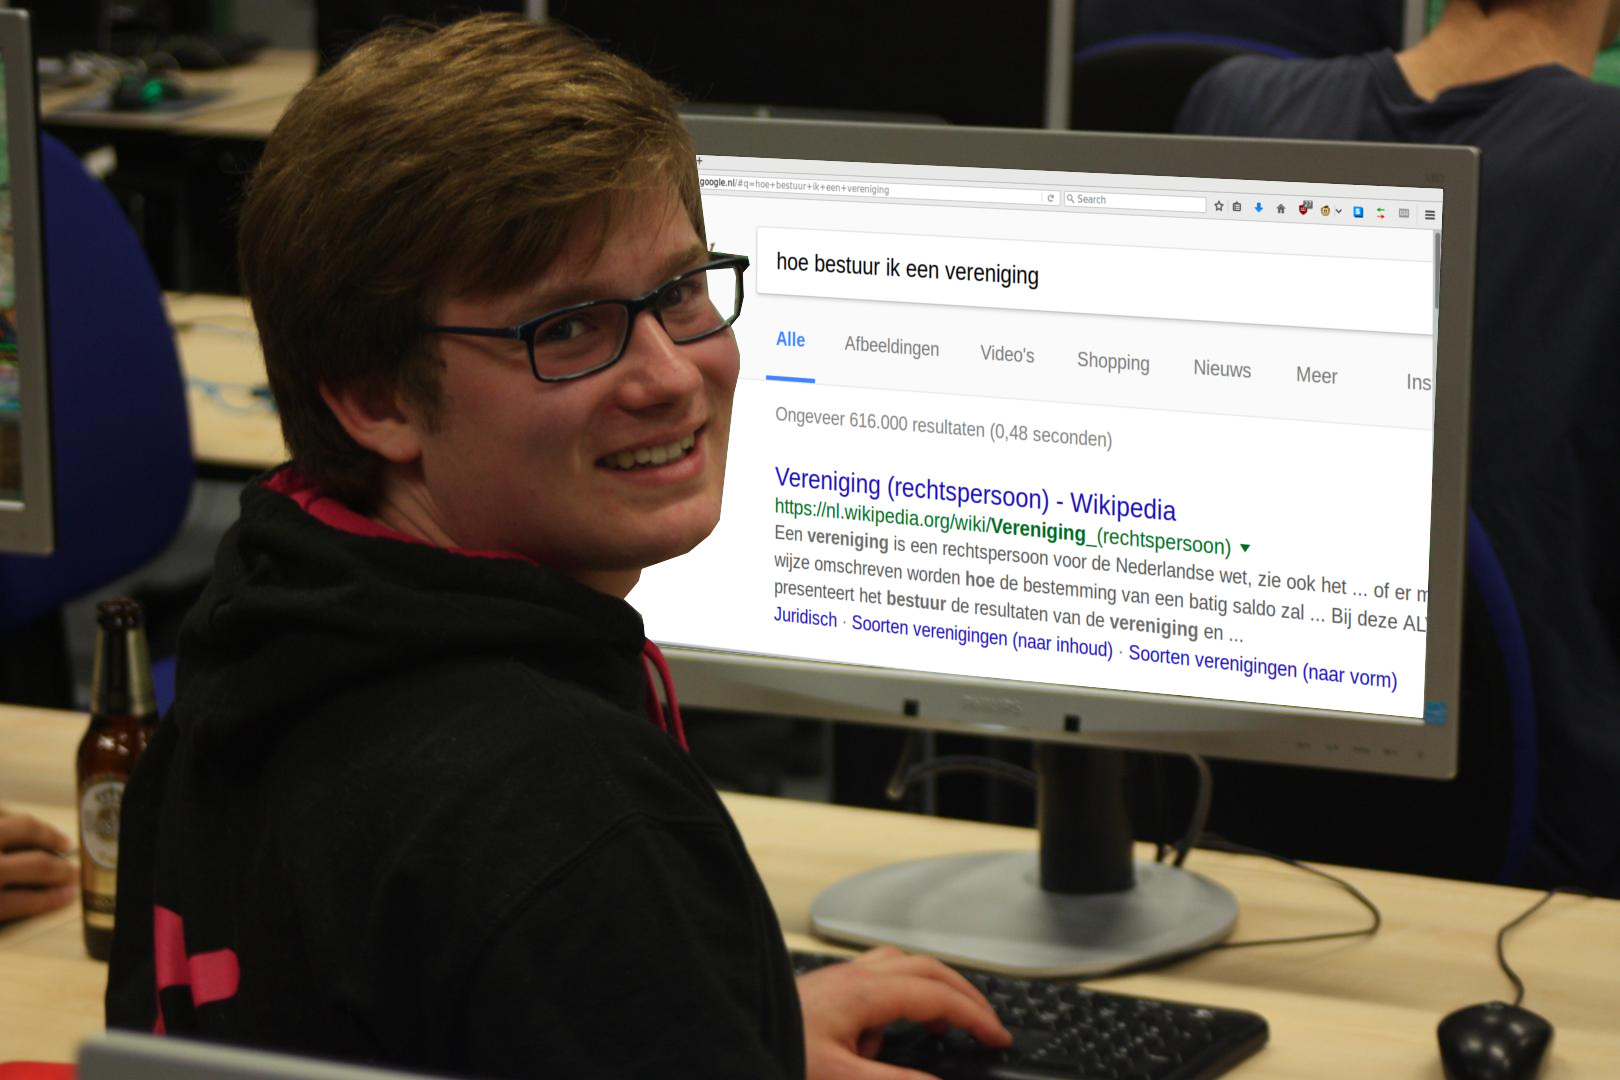 google.nl/#q=hoe+bestuur+ik+een+vereniging
Search
hoe bestuur ik een vereniging
Alle Afbeeldingen Video's Shopping Nieuws Meer Ins
Ongeveer 616.000 resultaten (0,48 seconden)
Vereniging (rechtspersoon) - Wikipedia
https://nl.wikipedia.org/wiki/Vereniging_(rechtspersoon)
Een vereniging is een rechtspersoon voor de Nederlandse wet, zie ook het ... of er m
wijze omschreven worden hoe de bestemming van een batig saldo zal ... Bij deze AL
presenteert het bestuur de resultaten van de vereniging en ...
Juridisch · Soorten verenigingen (naar inhoud) · Soorten verenigingen (naar vorm)
PHILIPS